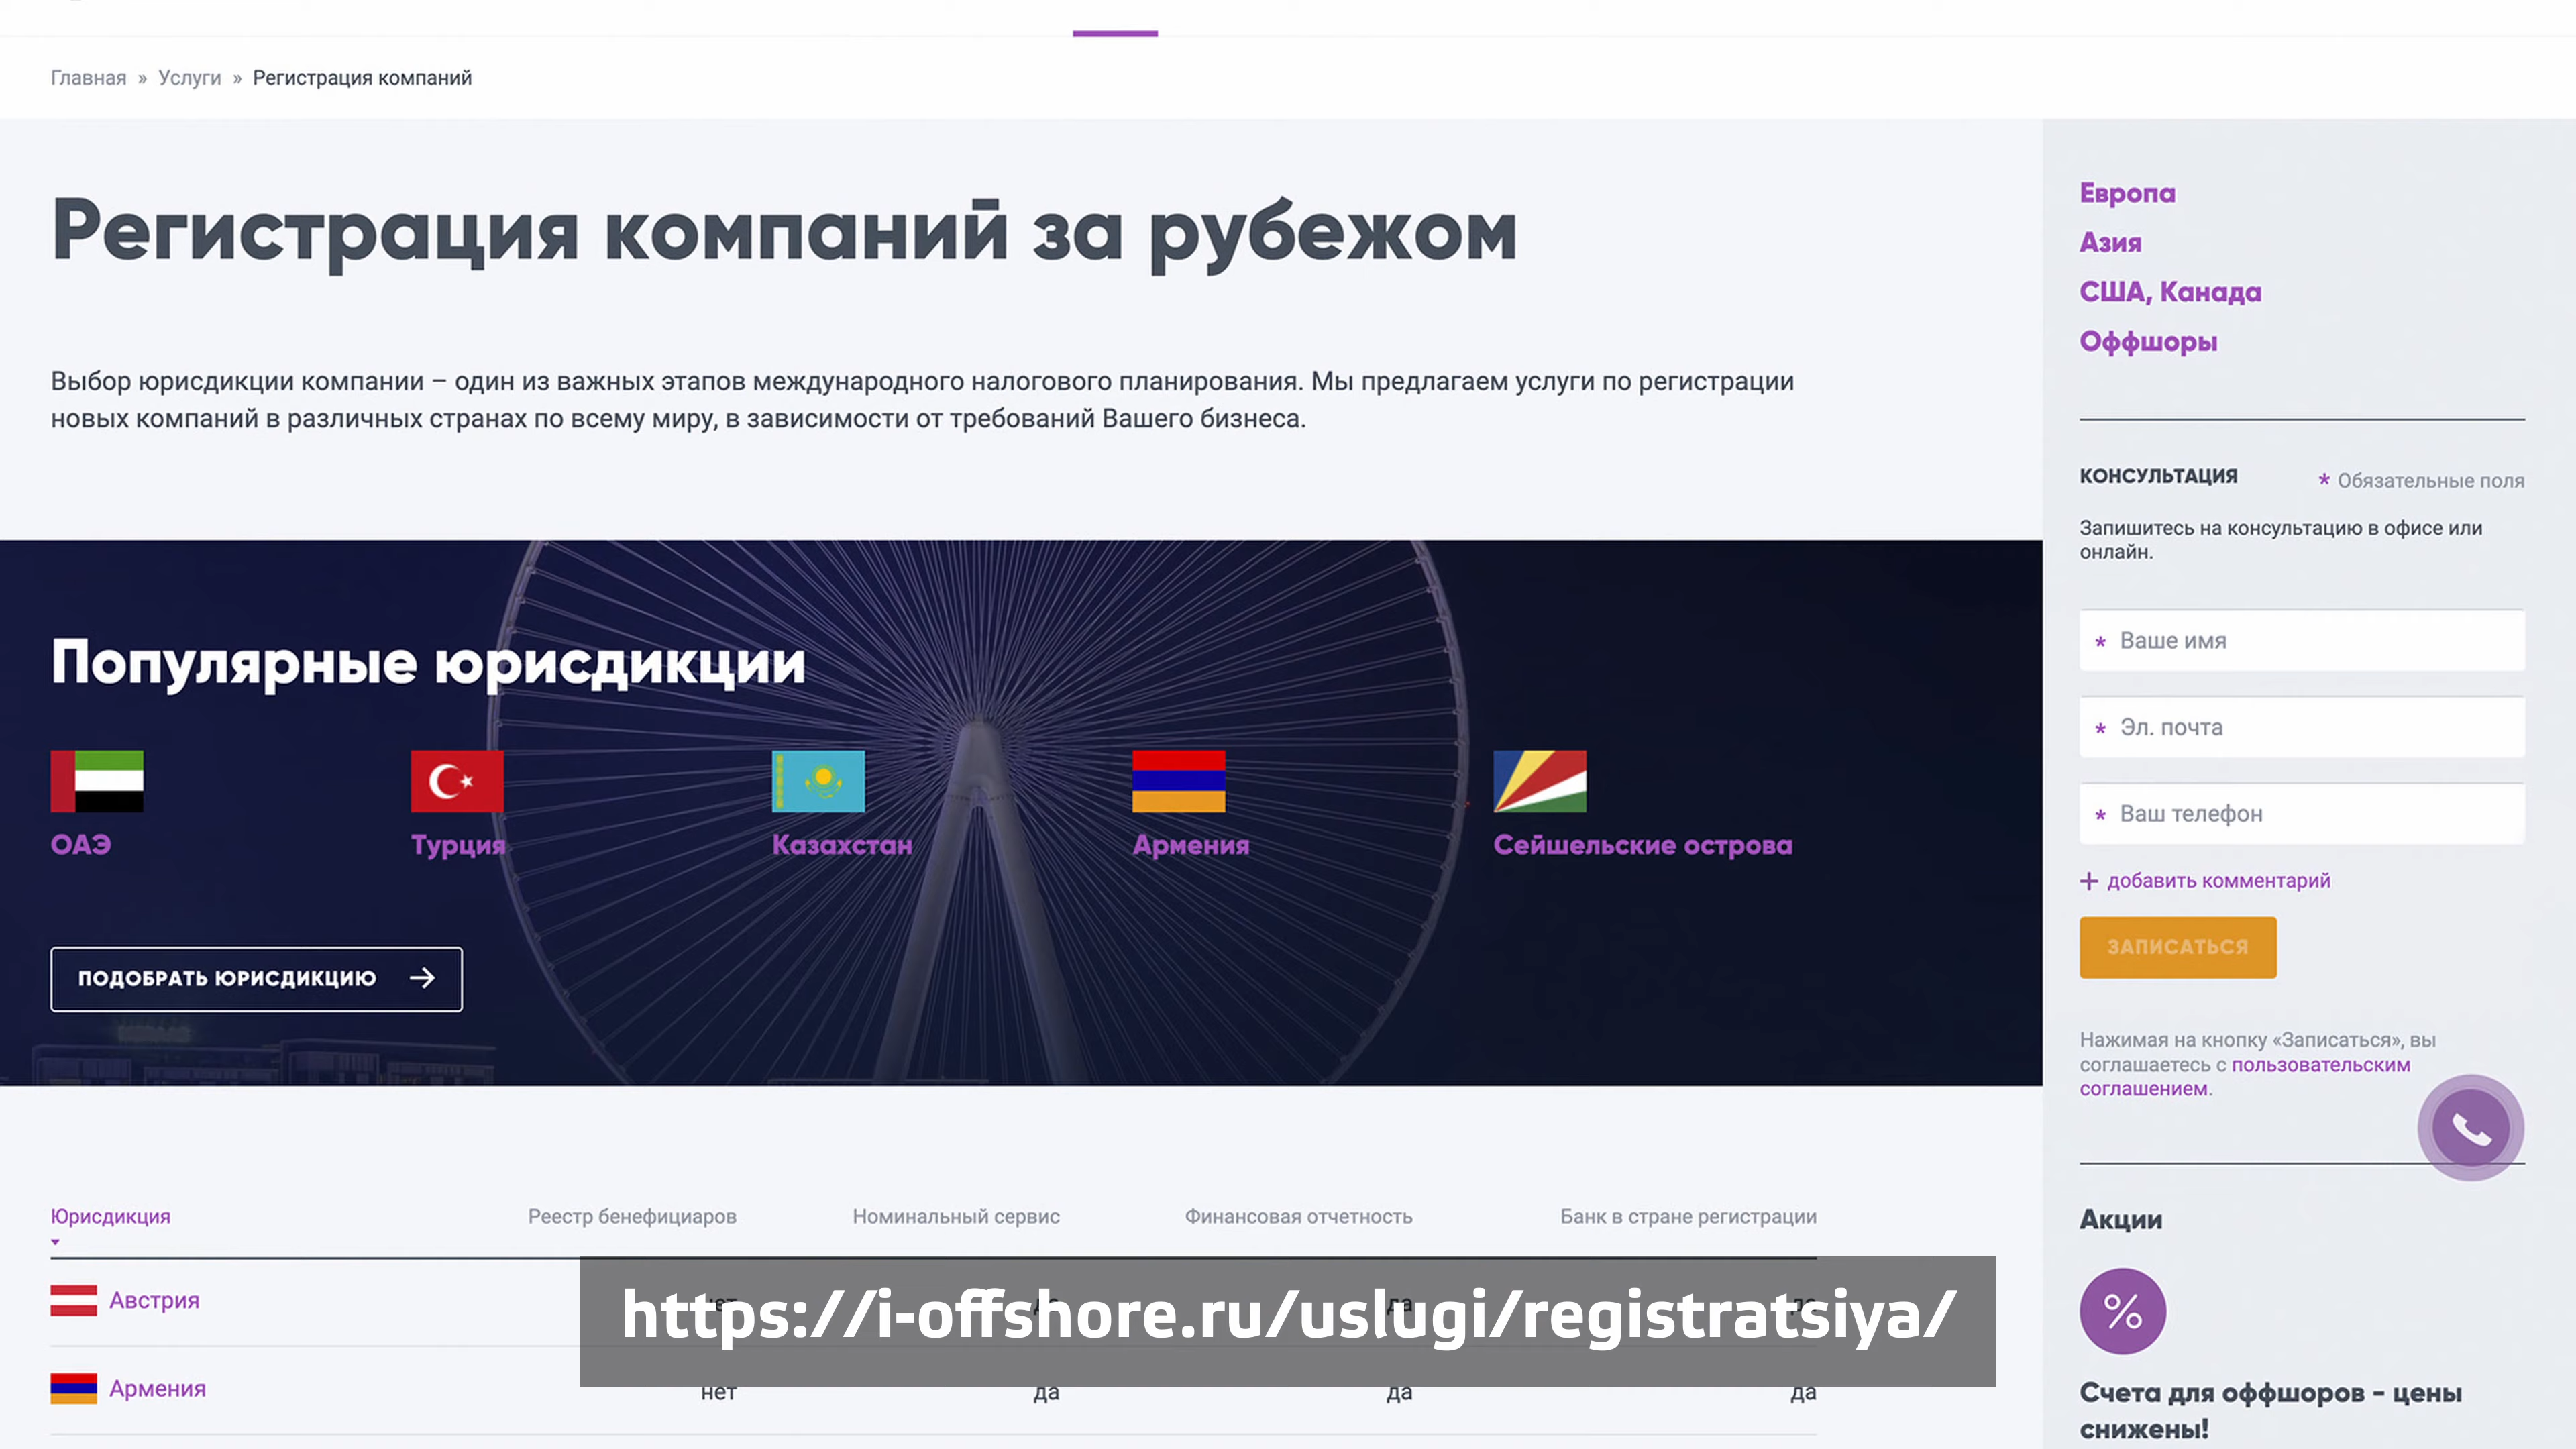 Главная » Услуги » Регистрация компаний
Регистрация компаний за рубежом
Выбор юрисдикции компании – один из важных этапов международного налогового планирования. Мы предлагаем услуги по регистрации
новых компаний в различных странах по всему миру, в зависимости от требований Вашего бизнеса.
Популярные юрисдикции
ОАЭ
Турция
Казахстан
Армения
Сейшельские острова
ПОДОБРАТЬ ЮРИСДИКЦИЮ
Юрисдикция Реестр бенефициаров Номинальный сервис Финансовая отчетность Банк в стране регистрации
Австрия нет да да да
Армения нет да да да
https://i-offshore.ru/uslugi/registratsiya/
Европа
Азия
США, Канада
Оффшоры
КОНСУЛЬТАЦИЯ * Обязательные поля
Запишитесь на консультацию в офисе или
онлайн.
* Ваше имя
* Эл. почта
* Ваш телефон
+ добавить комментарий
ЗАПИСАТЬСЯ
Нажимая на кнопку «Записаться», вы
соглашаетесь с пользовательским
соглашением.
Акции
%
Счета для оффшоров - цены
снижены!